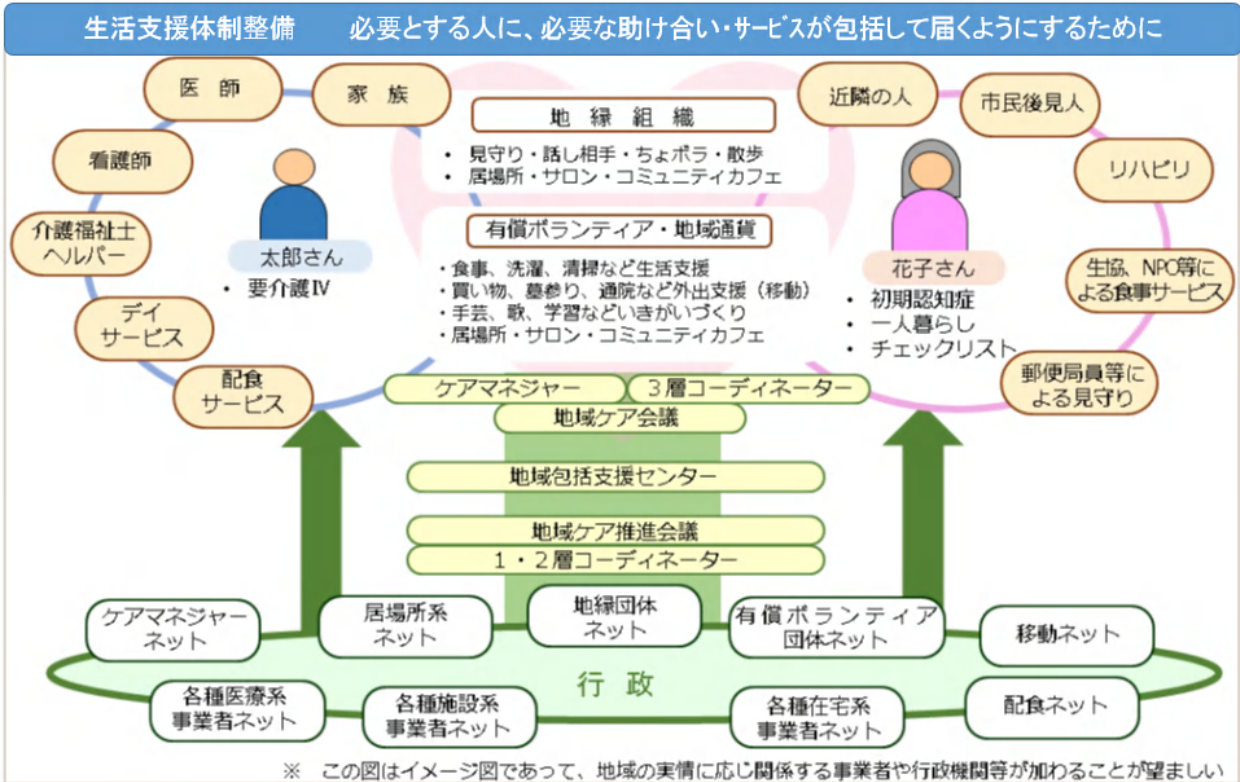 生活支援体制整備　必要とする人に、必要な助け合い・サービスが包括して届くようにするために
医 師
家 族
看護師
介護福祉士
ヘルパー
デイ
サービス
配食
サービス
太郎さん
・ 要介護Ⅳ
地 縁 組 織
・ 見守り・話し相手・ちょボラ・散歩
・ 居場所・サロン・コミュニティカフェ
有償ボランティア・地域通貨
・食事、洗濯、清掃など生活支援
・買い物、墓参り、通院など外出支援（移動）
・手芸、歌、学習などいきがいづくり
・居場所・サロン・コミュニティカフェ
近隣の人
市民後見人
リハビリ
生協、NPO等に
よる食事サービス
郵便局員等に
よる見守り
花子さん
・ 初期認知症
・ 一人暮らし
・ チェックリスト
ケアマネジャー
３層コーディネーター
地域ケア会議
地域包括支援センター
地域ケア推進会議
１・２層コーディネーター
ケアマネジャー
ネット
居場所系
ネット
地縁団体
ネット
有償ボランティア
団体ネット
移動ネット
行 政
各種医療系
事業者ネット
各種施設系
事業者ネット
各種在宅系
事業者ネット
配食ネット
※　この図はイメージ図であって、地域の実情に応じ関係する事業者や行政機関等が加わることが望ましい